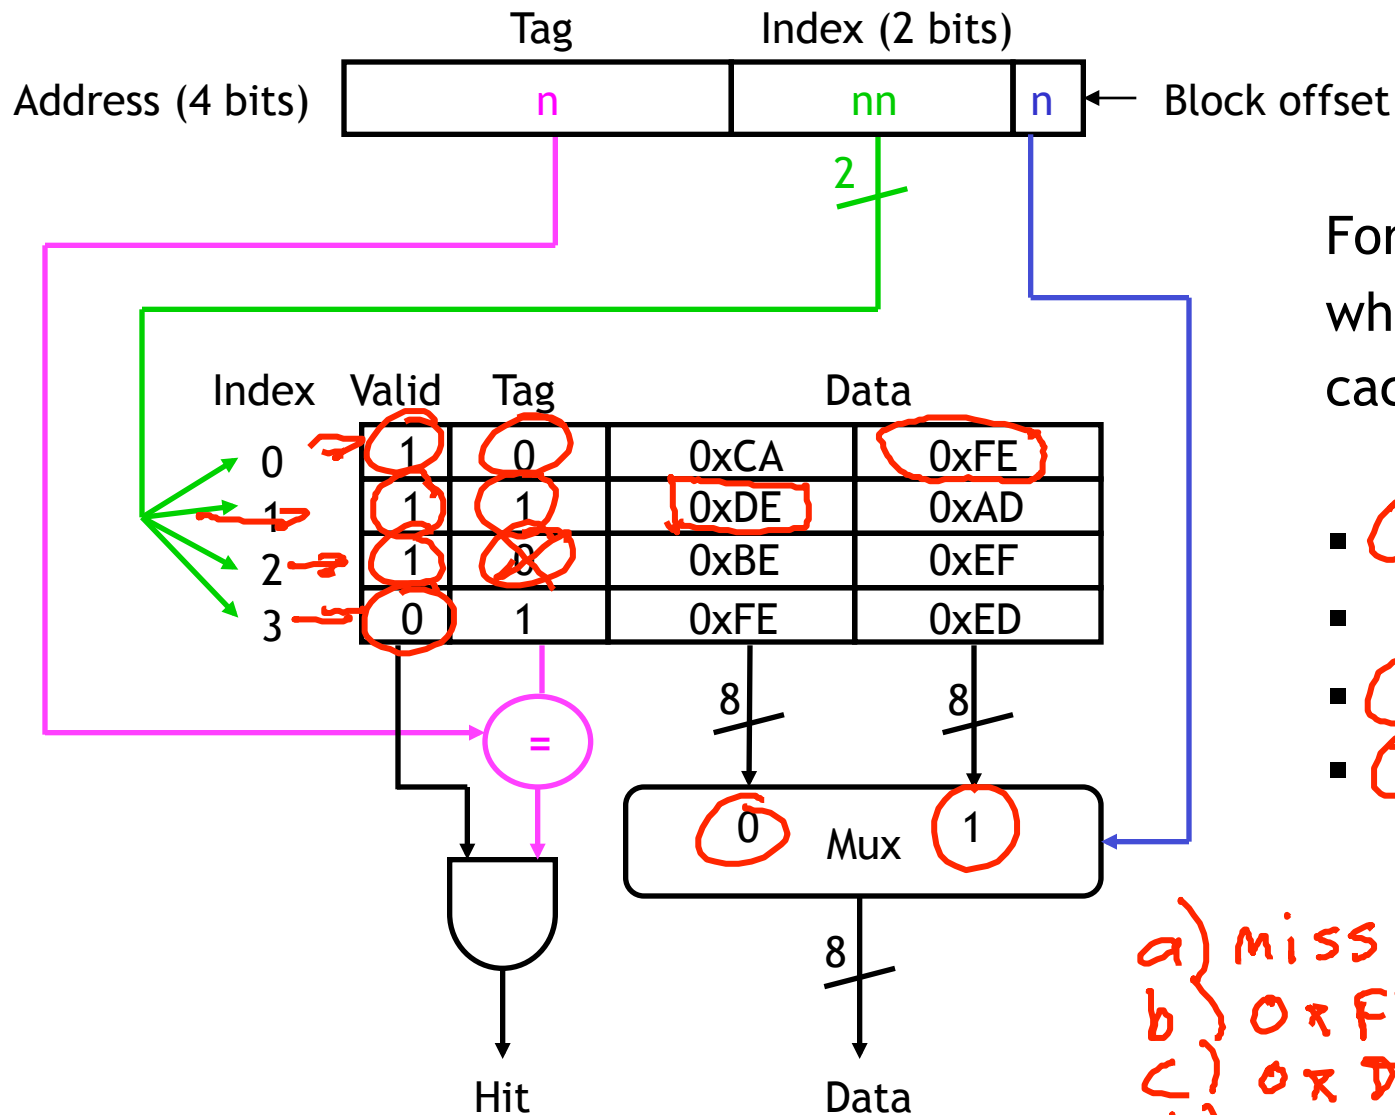 Tag Index (2 bits)
Address (4 bits) n nn n Block offset
2
For
wh
cac
Index Valid Tag Data
0 1 0 0xCA 0xFE
1 1 1 0xDE 0xAD
2 1 0 0xBE 0xEF
3 0 1 0xFE 0xED
8 8
=
0 Mux 1
8
a) miss
b) 0xF
c) 0xD
Hit Data